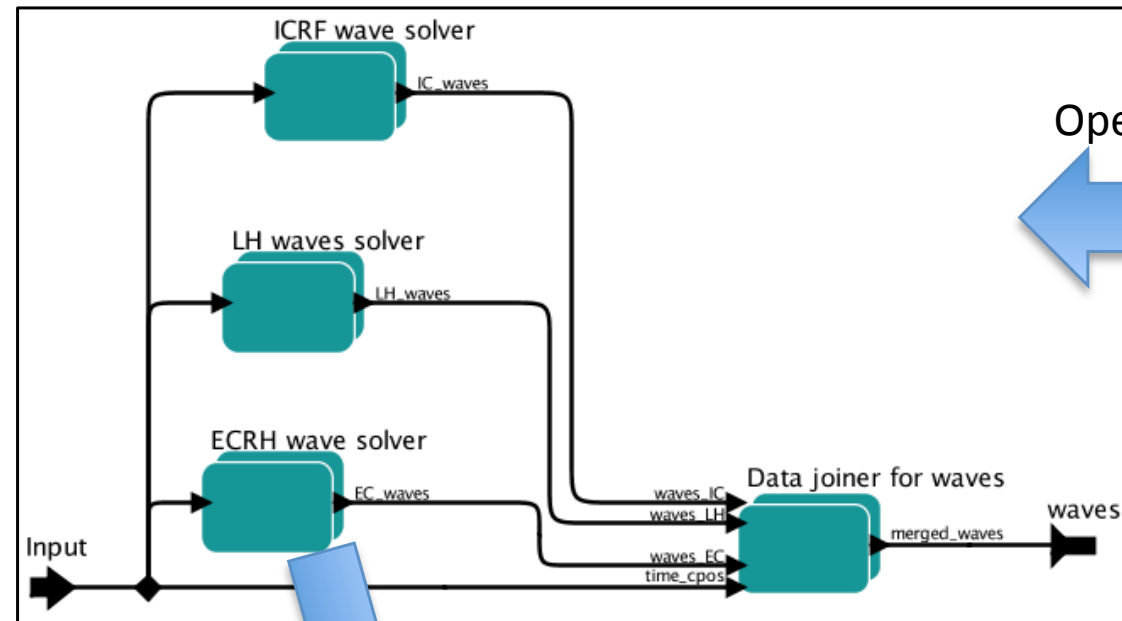 ICRF wave solver
IC_waves
Ope
LH waves solver
LH_waves
ECRH wave solver
EC_waves
Data joiner for waves
waves_IC
waves_LH
waves
merged_waves
Input
waves_EC
time_cpos